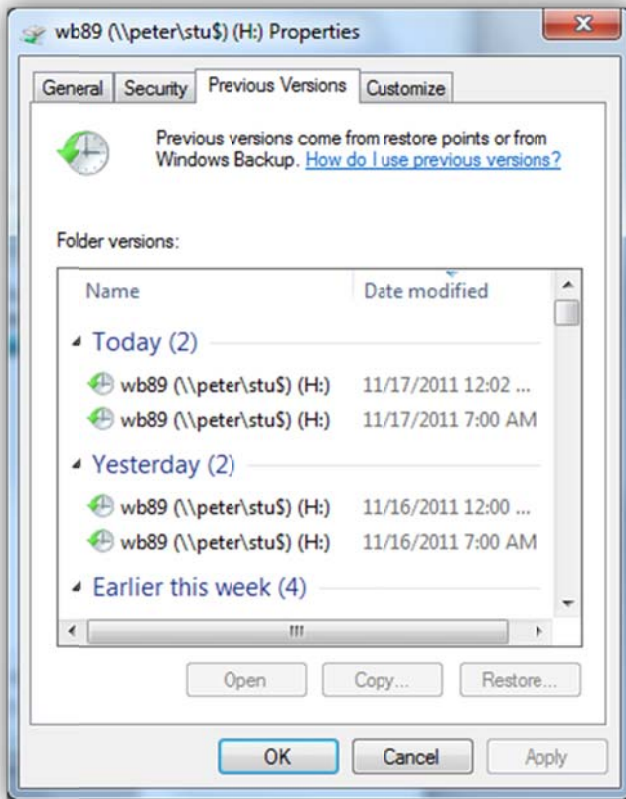 wb89 (\\peter\stu$) (H:) Properties
General Security Previous Versions Customize
Previous versions come from restore points or from
Windows Backup. How do I use previous versions?
Folder versions:
Name Date modified
Today (2)
wb89 (\\peter\stu$) (H:) 11/17/2011 12:02 ...
wb89 (\\peter\stu$) (H:) 11/17/2011 7:00 AM
Yesterday (2)
wb89 (\\peter\stu$) (H:) 11/16/2011 12:00 ...
wb89 (\\peter\stu$) (H:) 11/16/2011 7:00 AM
Earlier this week (4)
Open Copy... Restore...
OK Cancel Apply